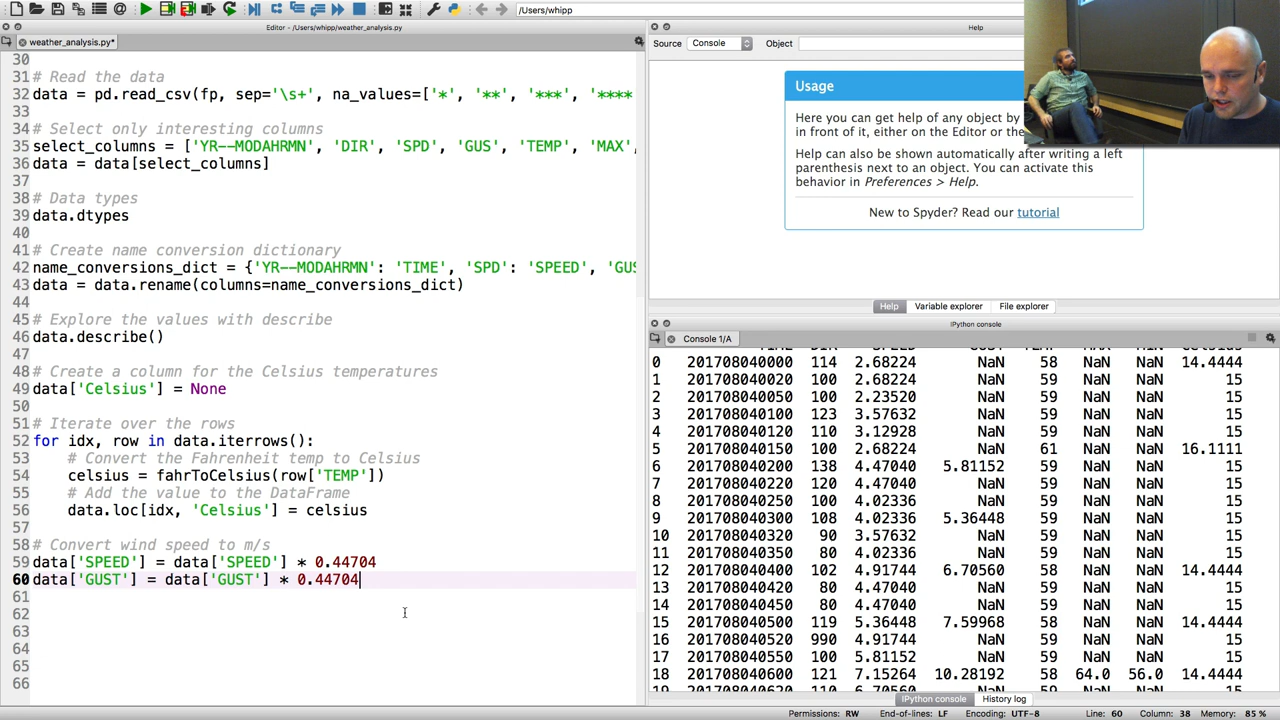 /Users/whipp
Editor - /Users/whipp/weather_analysis.py
Help
weather_analysis.py*
Source Console Object
30
31 # Read the data
32 data = pd.read_csv(fp, sep='\s+', na_values=['*', '**', '***', '****
33
34 # Select only interesting columns
35 select_columns = ['YR--MODAHRMN', 'DIR', 'SPD', 'GUS', 'TEMP', 'MAX',
36 data = data[select_columns]
37
38 # Data types
39 data.dtypes
40
41 # Create name conversion dictionary
42 name_conversions_dict = {'YR--MODAHRMN': 'TIME', 'SPD': 'SPEED', 'GUS
43 data = data.rename(columns=name_conversions_dict)
44
45 # Explore the values with describe
46 data.describe()
47
48 # Create a column for the Celsius temperatures
49 data['Celsius'] = None
50
51 # Iterate over the rows
52 for idx, row in data.iterrows():
53 # Convert the Fahrenheit temp to Celsius
54 celsius = fahrToCelsius(row['TEMP'])
55 # Add the value to the DataFrame
56 data.loc[idx, 'Celsius'] = celsius
57
58 # Convert wind speed to m/s
59 data['SPEED'] = data['SPEED'] * 0.44704
60 data['GUST'] = data['GUST'] * 0.44704
61
62
63
64
65
66
Usage
Here you can get help of any object by
in front of it, either on the Editor or the
Help can also be shown automatically after writing a left
parenthesis next to an object. You can activate this
behavior in Preferences > Help.
New to Spyder? Read our tutorial
Help Variable explorer File explorer
IPython console
Console 1/A
0 201708040000 114 2.68224 NaN 58 NaN NaN 14.4444
1 201708040020 100 2.68224 NaN 59 NaN NaN 15
2 201708040050 100 2.23520 NaN 59 NaN NaN 15
3 201708040100 123 3.57632 NaN 59 NaN NaN 15
4 201708040120 110 3.12928 NaN 59 NaN NaN 15
5 201708040150 100 2.68224 NaN 61 NaN NaN 16.1111
6 201708040200 138 4.47040 5.81152 59 NaN NaN 15
7 201708040220 120 4.47040 NaN 59 NaN NaN 15
8 201708040250 100 4.02336 NaN 59 NaN NaN 15
9 201708040300 108 4.02336 5.36448 59 NaN NaN 15
10 201708040320 90 3.57632 NaN 59 NaN NaN 15
11 201708040350 80 4.02336 NaN 59 NaN NaN 15
12 201708040400 102 4.91744 6.70560 58 NaN NaN 14.4444
13 201708040420 80 4.47040 NaN 59 NaN NaN 15
14 201708040450 80 4.47040 NaN 59 NaN NaN 15
15 201708040500 119 5.36448 7.59968 58 NaN NaN 14.4444
16 201708040520 990 4.91744 NaN 59 NaN NaN 15
17 201708040550 100 5.81152 NaN 59 NaN NaN 15
18 201708040600 121 7.15264 10.28192 58 64.0 56.0 14.4444
19 201708040620 110 6.70560 NaN 59 NaN NaN 15
IPython console History log
Permissions: RW End-of-lines: LF Encoding: UTF-8 Line: 60 Column: 38 Memory: 85 %